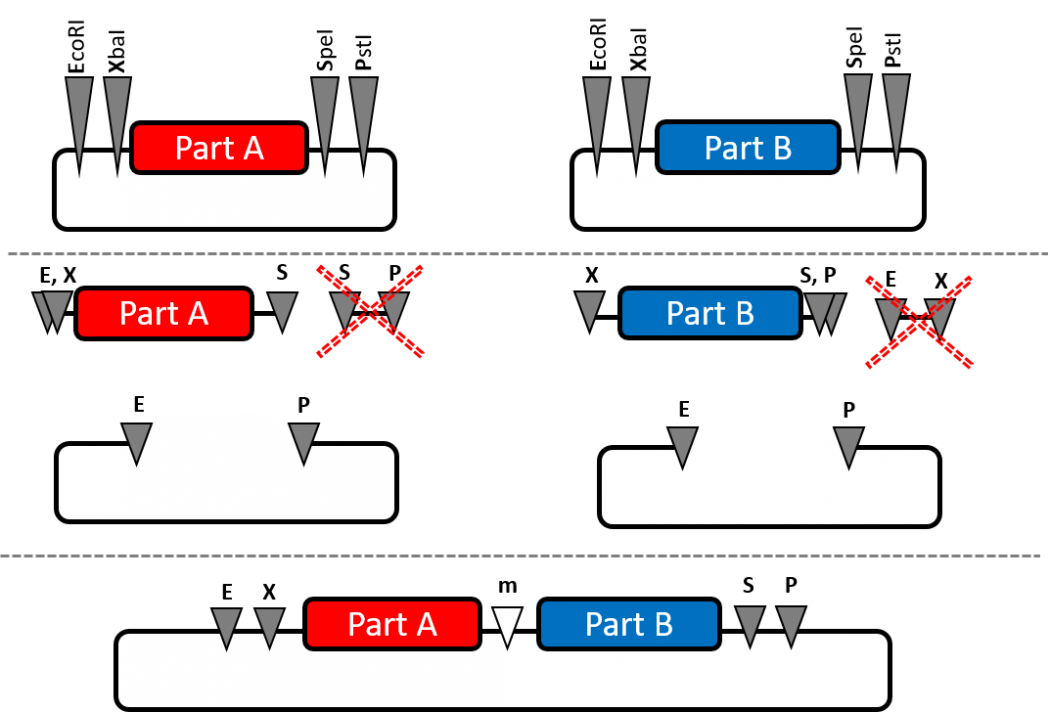 EcoRI XbaI SpeI PstI EcoRI XbaI SpeI PstI
Part A Part B
E, X S S P X S, P E X
Part A Part B
E P E P
E X m S P
Part A Part B